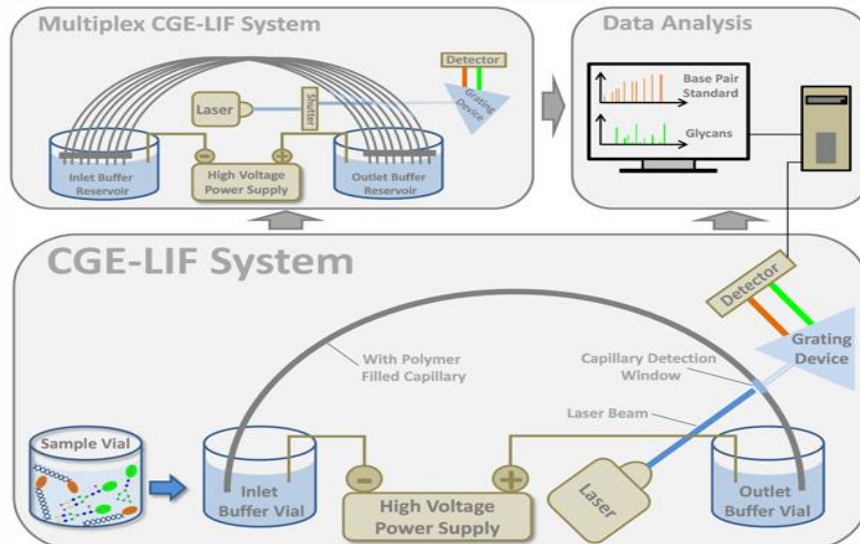 Multiplex CGE-LIF System
Detector
Laser
Shutter
Grating
Device
−
+
High Voltage
Power Supply
Inlet Buffer
Reservoir
Outlet Buffer
Reservoir
Data Analysis
Base Pair
Standard
Glycans
CGE-LIF System
Detector
Grating
Device
With Polymer
Filled Capillary
Capillary Detection
Window
Laser Beam
Sample Vial
Inlet
Buffer Vial
−
+
High Voltage
Power Supply
Laser
Outlet
Buffer Vial